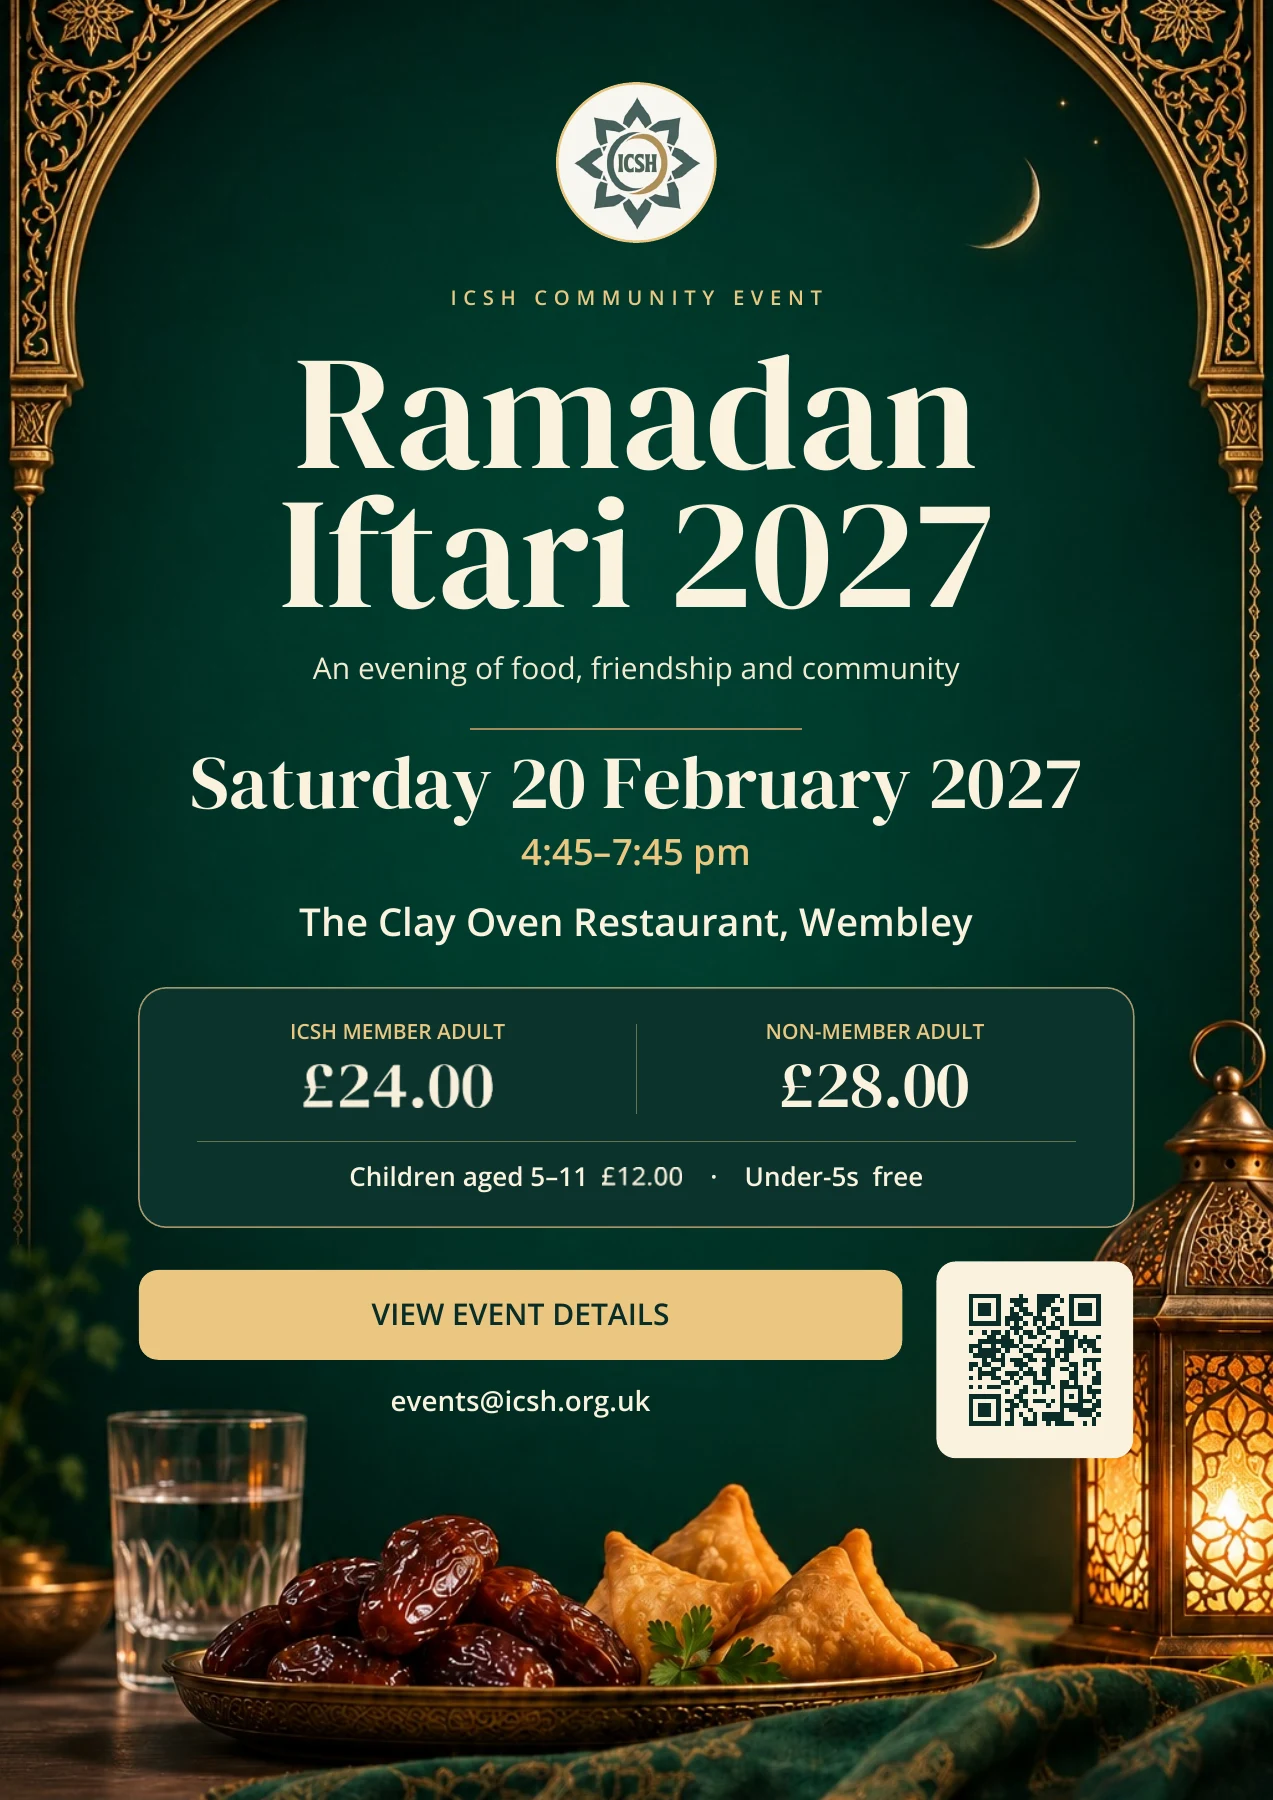 ICSH
ICSH COMMUNITY EVENT
Ramadan
Iftari 2027
An evening of food, friendship and community
Saturday 20 February 2027
4:45–7:45 pm
The Clay Oven Restaurant, Wembley
ICSH MEMBER ADULT
£24.00
NON-MEMBER ADULT
£28.00
Children aged 5–11 £12.00 · Under-5s free
VIEW EVENT DETAILS
events@icsh.org.uk